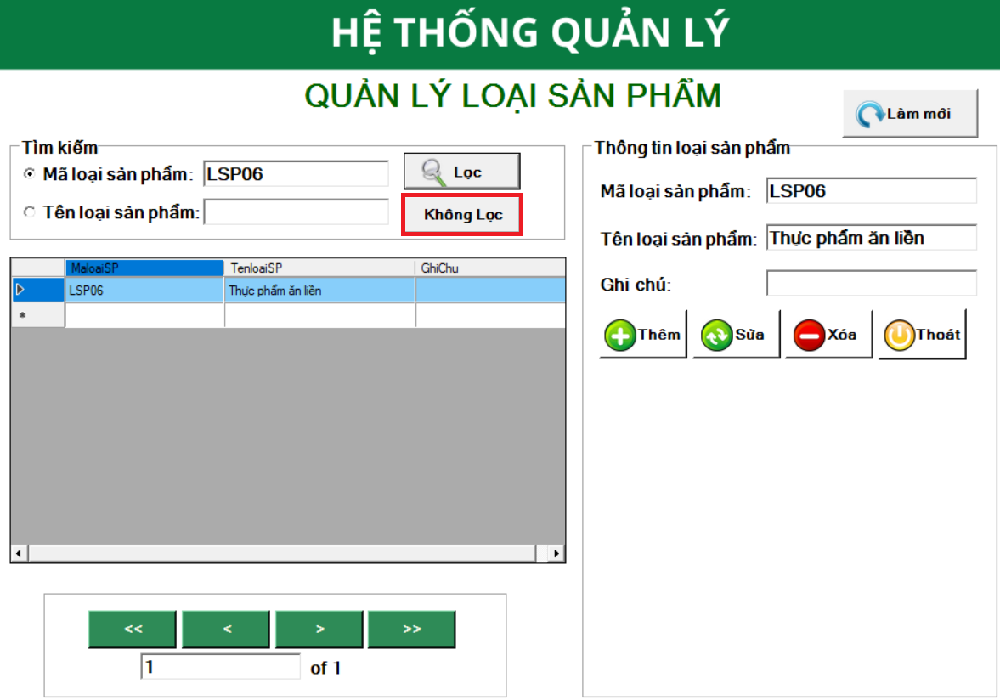 HỆ THỐNG QUẢN LÝ
QUẢN LÝ LOẠI SẢN PHẨM
Làm mới
Tìm kiếm
Mã loại sản phẩm: LSP06
Lọc
Tên loại sản phẩm:
Không Lọc
MaloaiSP TenloaiSP GhiChu
LSP06 Thực phẩm ăn liền
<< < > >>
1 of 1
Thông tin loại sản phẩm
Mã loại sản phẩm: LSP06
Tên loại sản phẩm: Thực phẩm ăn liền
Ghi chú:
Thêm Sửa Xóa Thoát